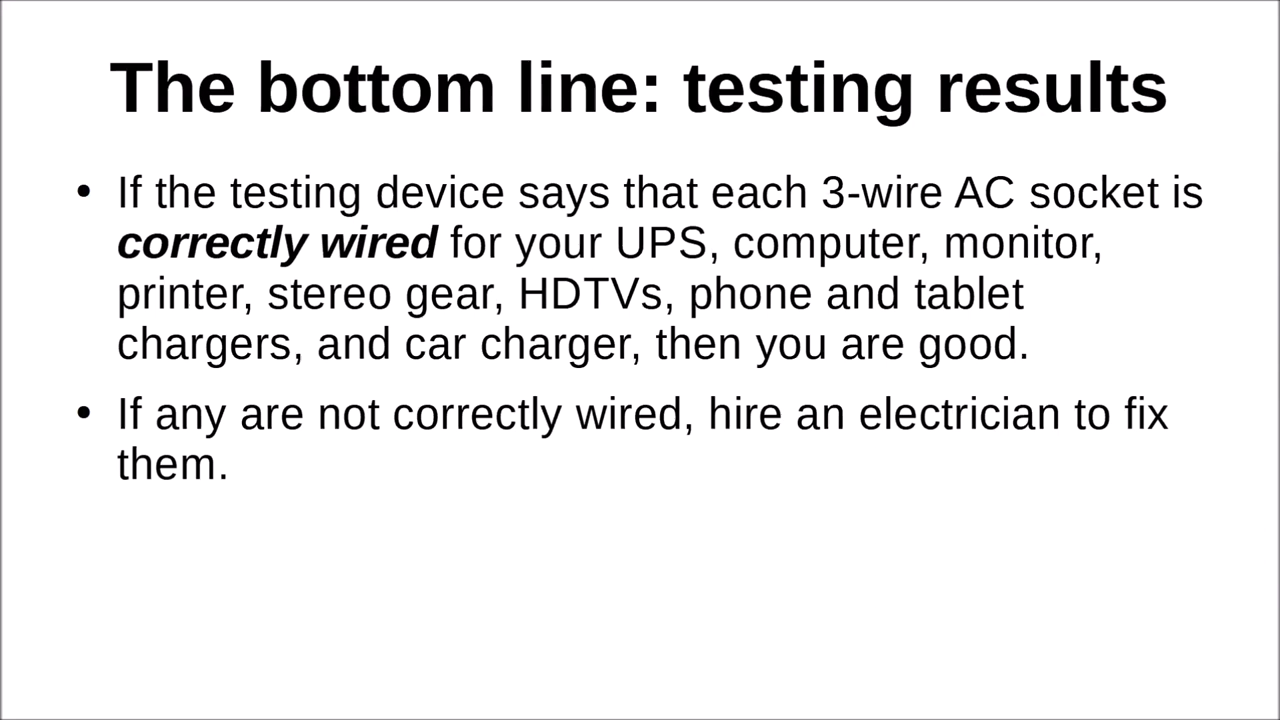 The bottom line: testing results
• If the testing device says that each 3-wire AC socket is
correctly wired for your UPS, computer, monitor,
printer, stereo gear, HDTVs, phone and tablet
chargers, and car charger, then you are good.
• If any are not correctly wired, hire an electrician to fix
them.